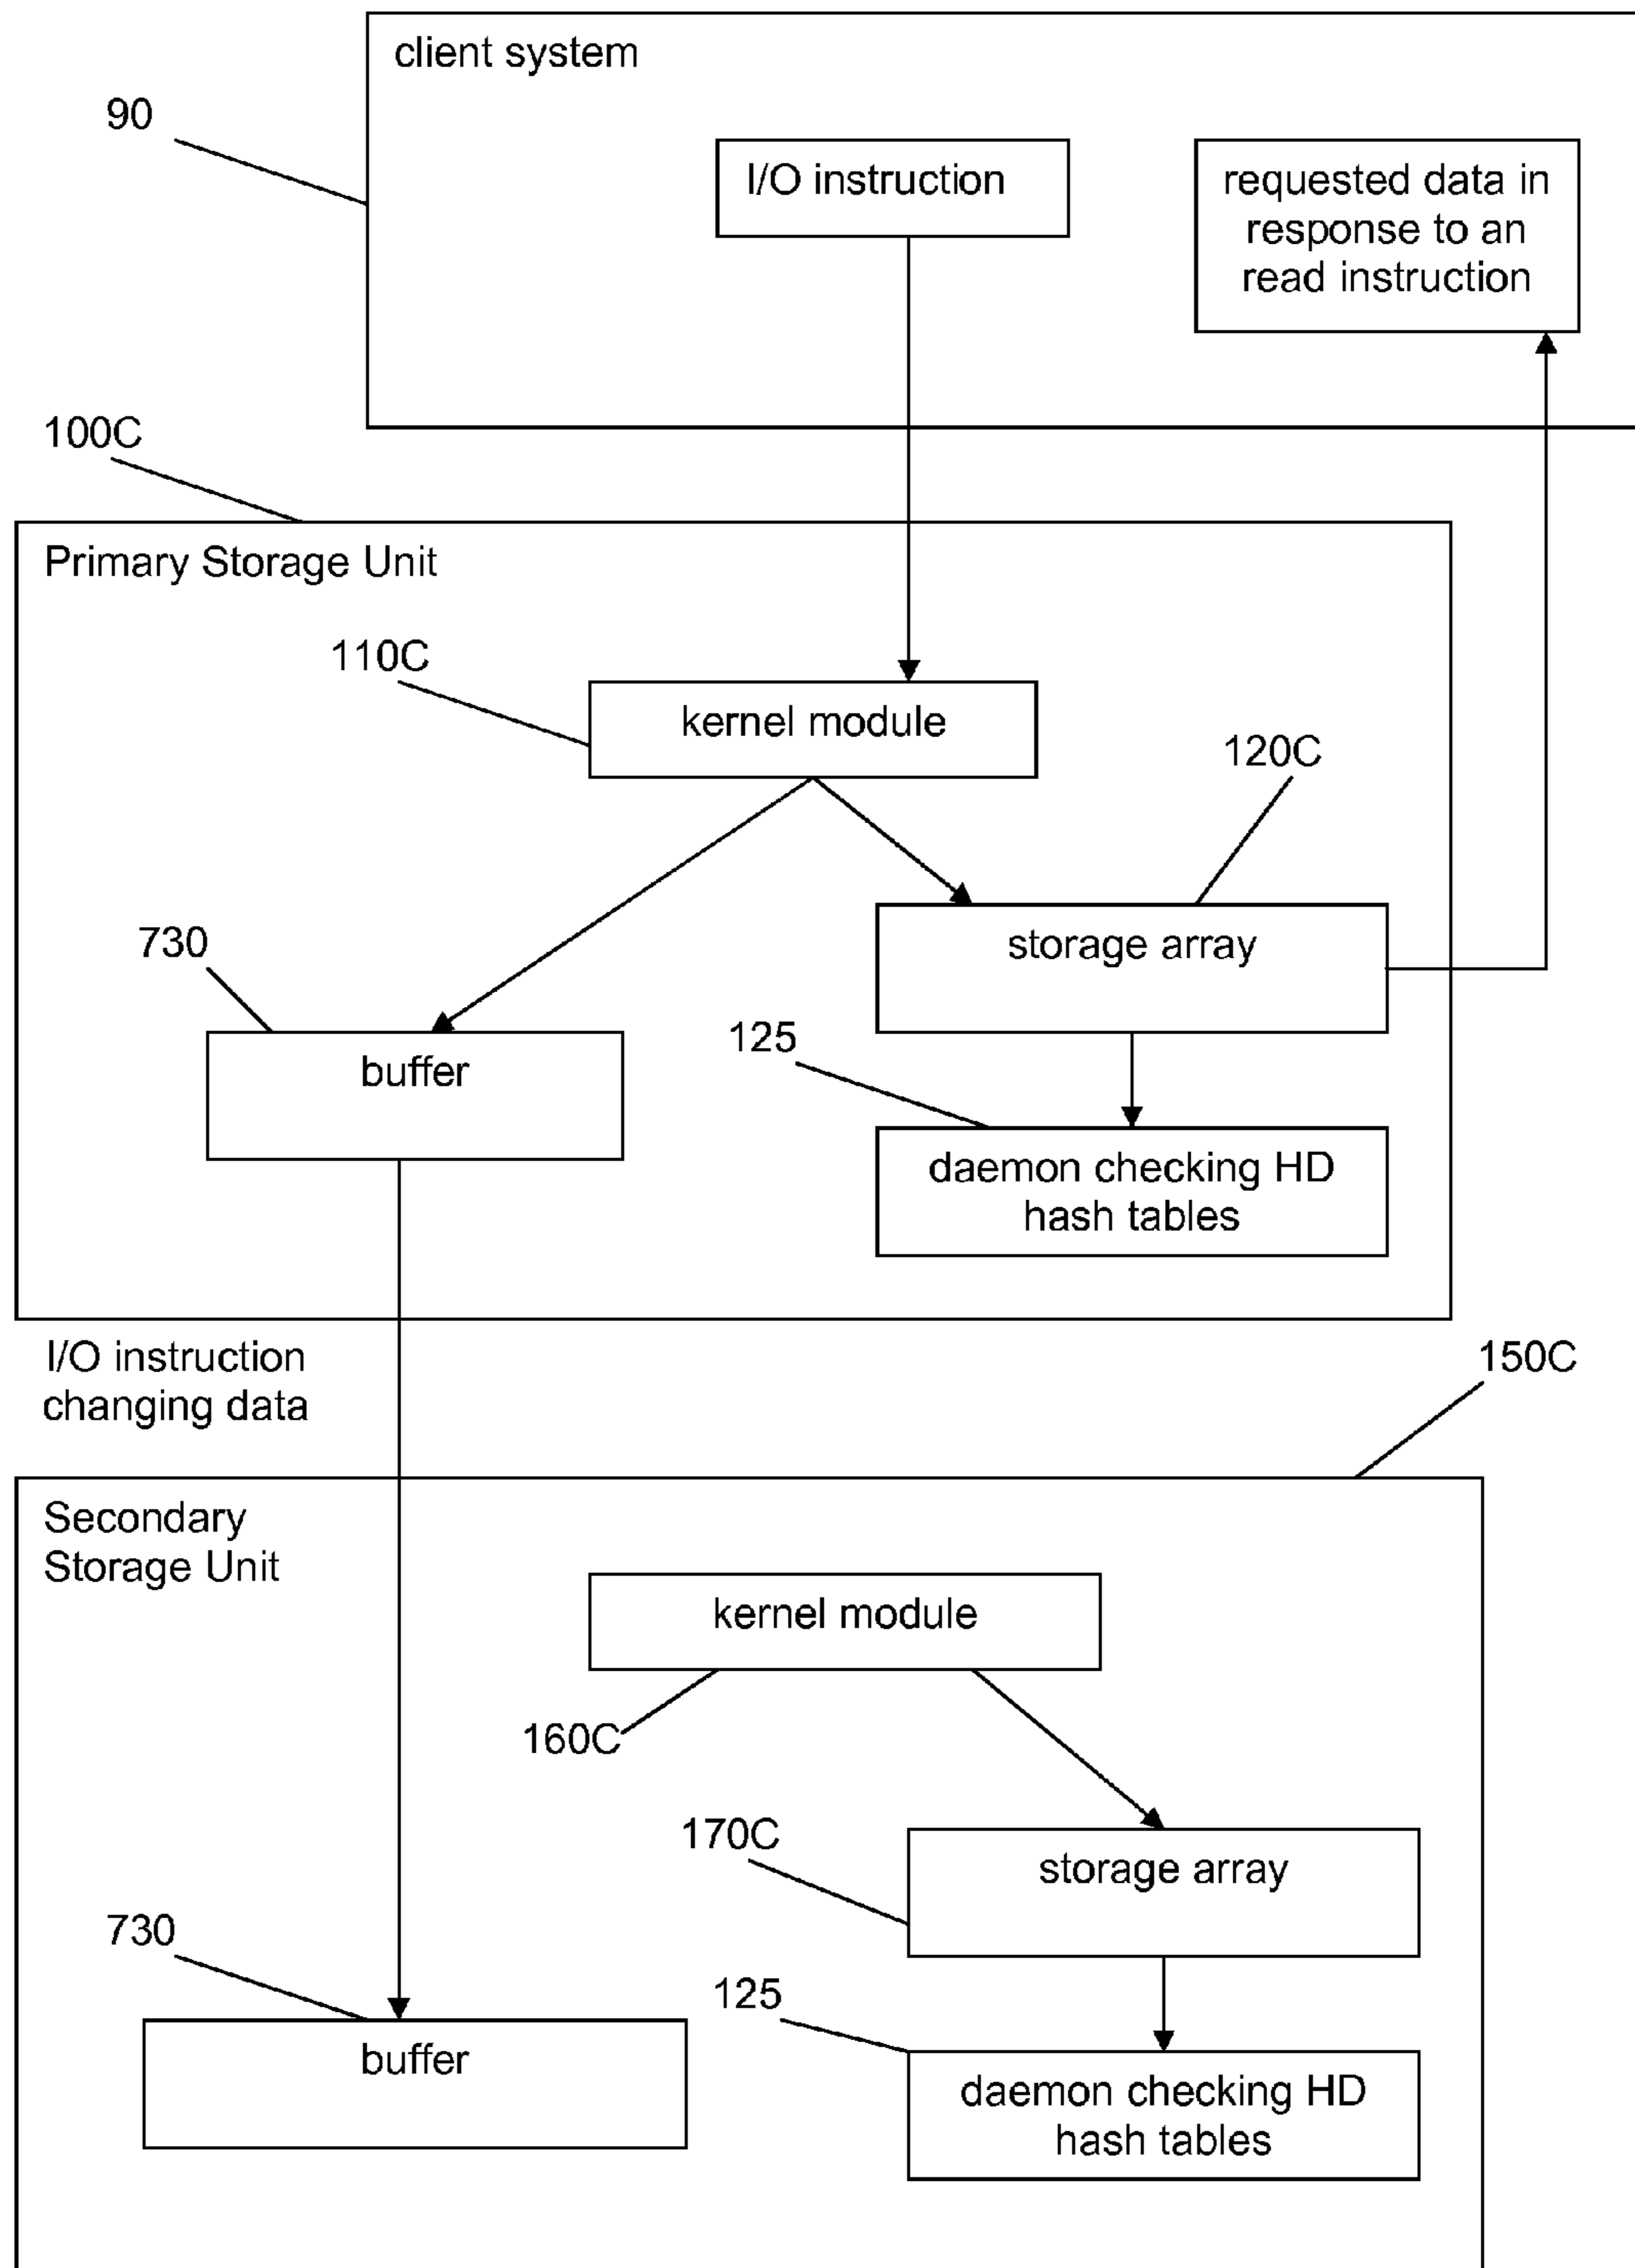 client system
90
I/O instruction
requested data in
response to an
read instruction
100C
Primary Storage Unit
110C
kernel module
120C
storage array
730
buffer
125
daemon checking HD
hash tables
I/O instruction
changing data
150C
Secondary
Storage Unit
kernel module
160C
170C
storage array
730
buffer
125
daemon checking HD
hash tables